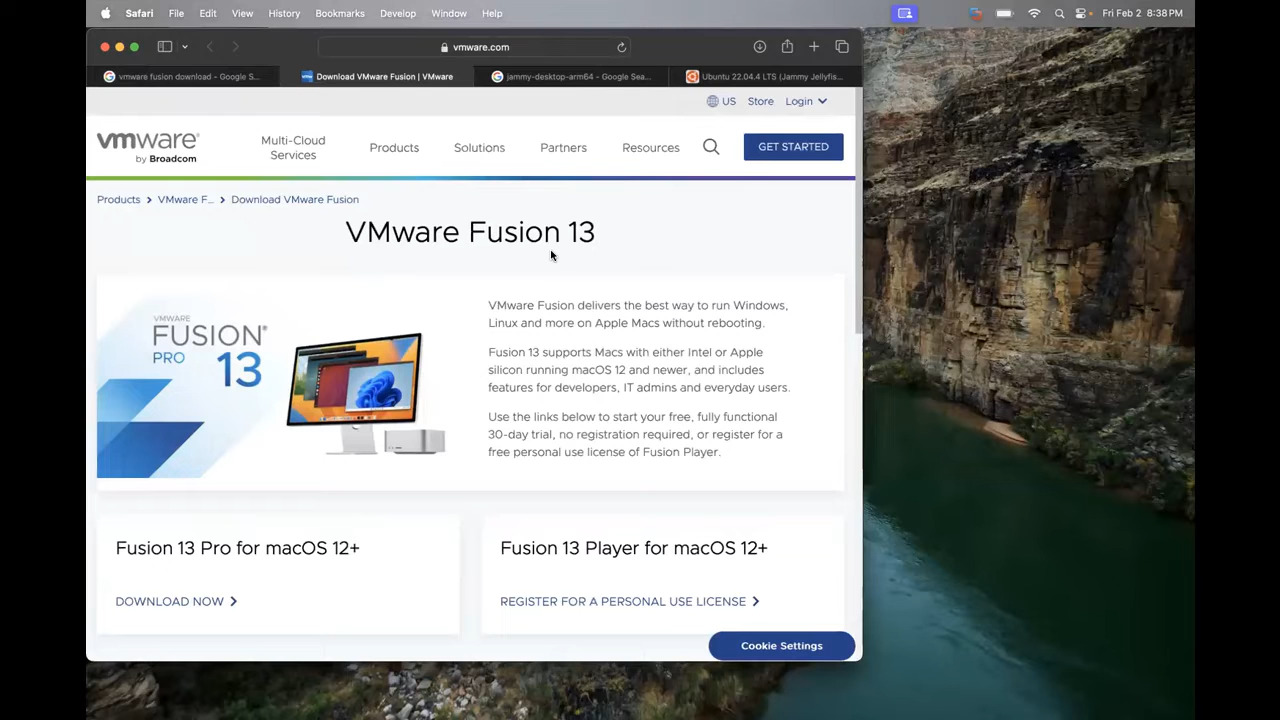 Safari File Edit View History Bookmarks Develop Window Help Fri Feb 2 8:38 PM
vmware.com
vmware fusion download - Google S... Download VMware Fusion | VMware jammy-desktop-arm64 - Google Sea... Ubuntu 22.04.4 LTS (Jammy Jellyfis...
US Store Login
vmware
by Broadcom
Multi-Cloud
Services
Products Solutions Partners Resources GET STARTED
Products > VMware F... > Download VMware Fusion
VMware Fusion 13
VMWARE
FUSION®
PRO 13
VMware Fusion delivers the best way to run Windows,
Linux and more on Apple Macs without rebooting.
Fusion 13 supports Macs with either Intel or Apple
silicon running macOS 12 and newer, and includes
features for developers, IT admins and everyday users.
Use the links below to start your free, fully functional
30-day trial, no registration required, or register for a
free personal use license of Fusion Player.
Fusion 13 Pro for macOS 12+
DOWNLOAD NOW >
Fusion 13 Player for macOS 12+
REGISTER FOR A PERSONAL USE LICENSE >
Cookie Settings